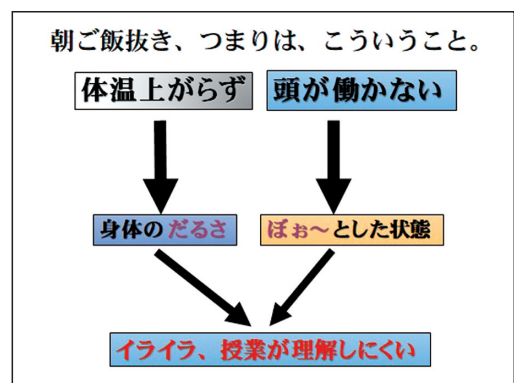 朝ご飯抜き、つまりは、こういうこと。
体温上がらず
頭が働かない
身体のだるさ
ぼぉ～とした状態
イライラ、授業が理解しにくい